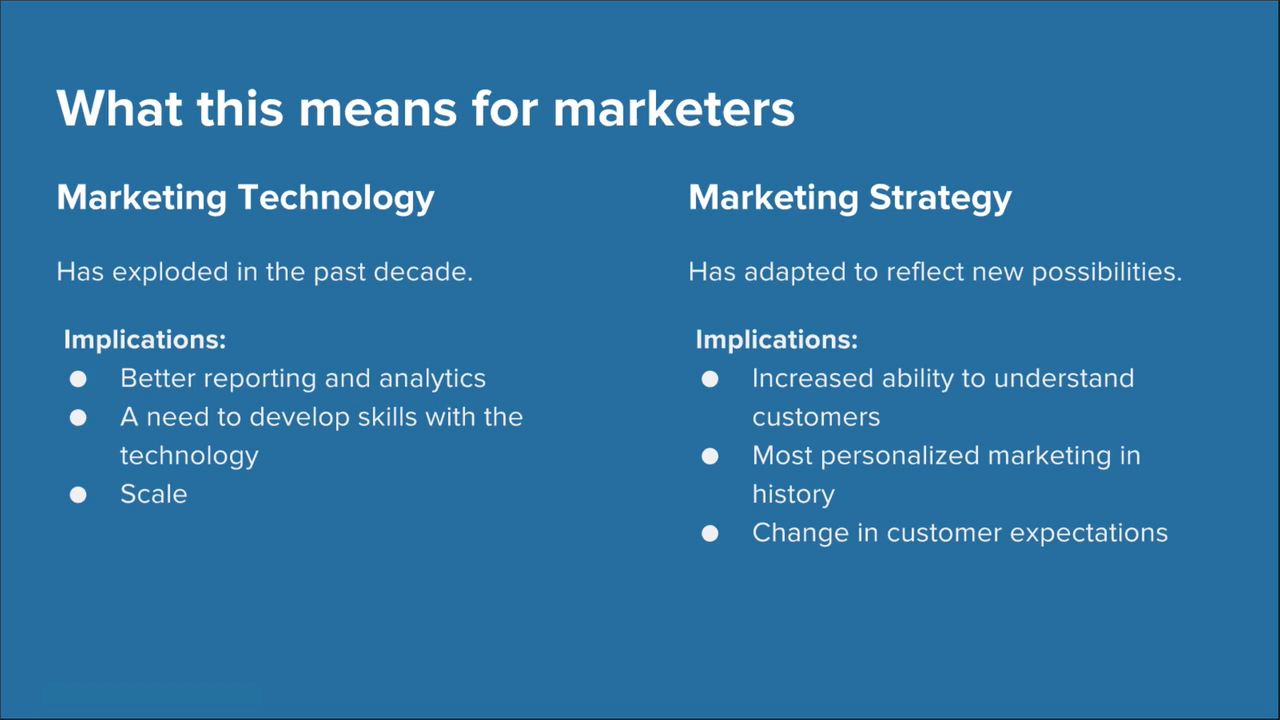 What this means for marketers
Marketing Technology
Has exploded in the past decade.
Implications:
● Better reporting and analytics
● A need to develop skills with the
technology
● Scale
Marketing Strategy
Has adapted to reflect new possibilities.
Implications:
● Increased ability to understand
customers
● Most personalized marketing in
history
● Change in customer expectations